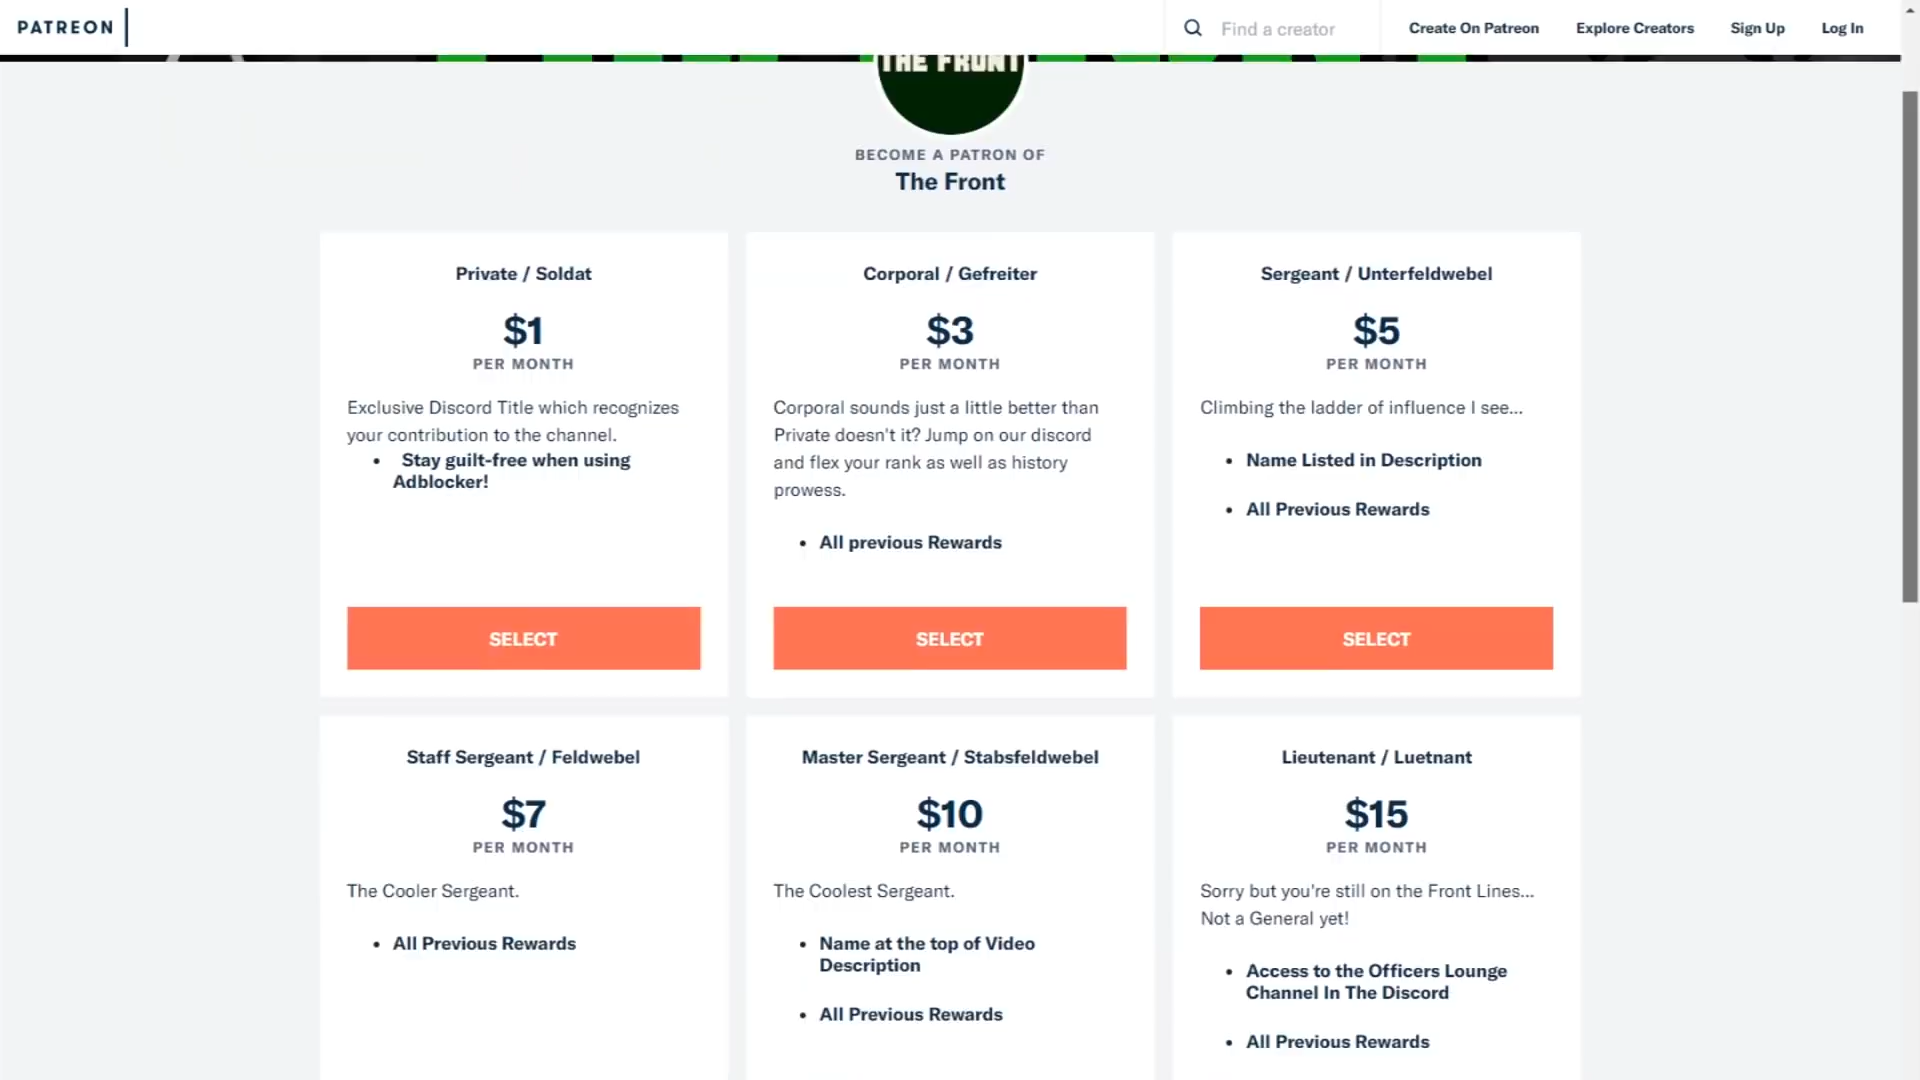 PATREON
Find a creator
Create On Patreon
Explore Creators
Sign Up
Log In
THE FRONT
BECOME A PATRON OF
The Front
Private / Soldat
$1
PER MONTH
Exclusive Discord Title which recognizes
your contribution to the channel.
• Stay guilt-free when using
Adblocker!
SELECT
Corporal / Gefreiter
$3
PER MONTH
Corporal sounds just a little better than
Private doesn't it? Jump on our discord
and flex your rank as well as history
prowess.
• All previous Rewards
SELECT
Sergeant / Unterfeldwebel
$5
PER MONTH
Climbing the ladder of influence I see...
• Name Listed in Description
• All Previous Rewards
SELECT
Staff Sergeant / Feldwebel
$7
PER MONTH
The Cooler Sergeant.
• All Previous Rewards
Master Sergeant / Stabsfeldwebel
$10
PER MONTH
The Coolest Sergeant.
• Name at the top of Video
Description
• All Previous Rewards
Lieutenant / Luetnant
$15
PER MONTH
Sorry but you're still on the Front Lines...
Not a General yet!
• Access to the Officers Lounge
Channel In The Discord
• All Previous Rewards